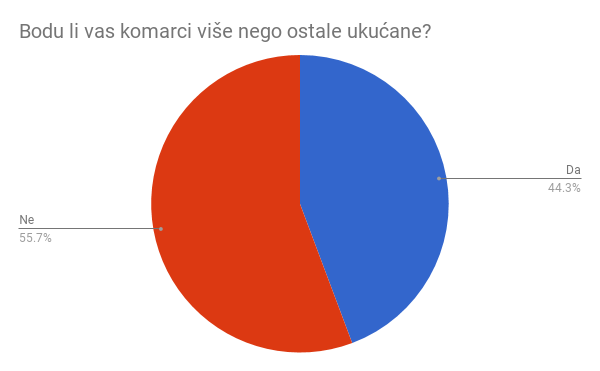 Bodu li vas komarci više nego ostale ukućane?
Da
44.3%
Ne
55.7%